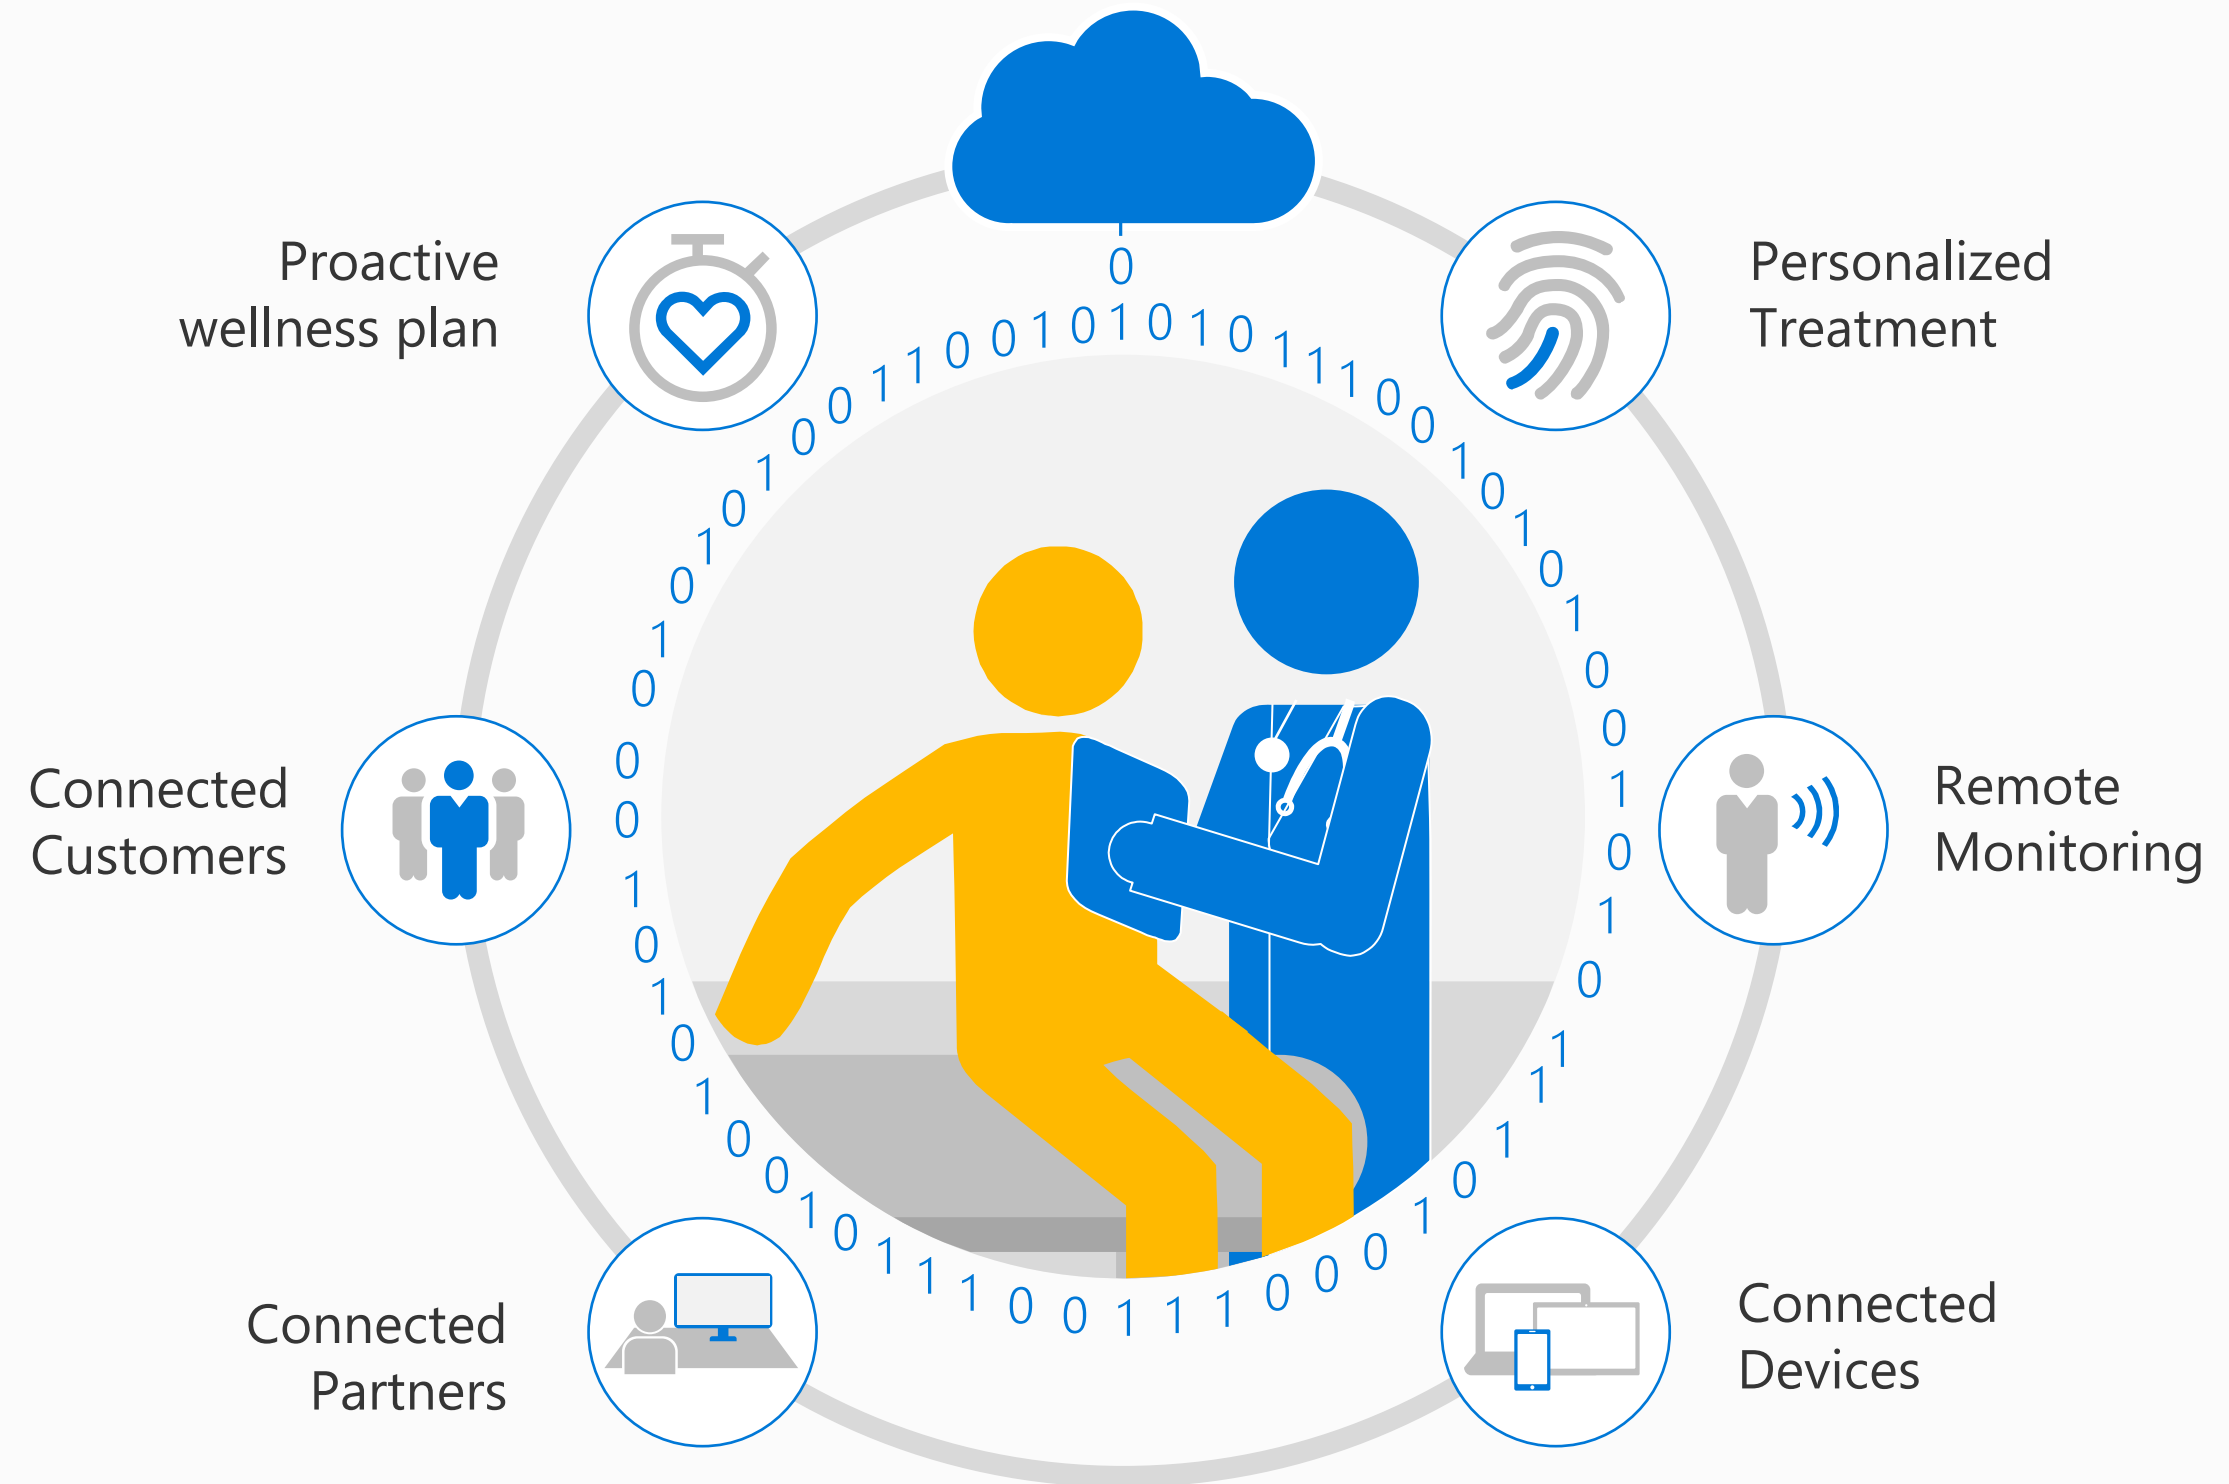 Proactive
wellness plan
Personalized
Treatment
Connected
Customers
Remote
Monitoring
Connected
Partners
Connected
Devices